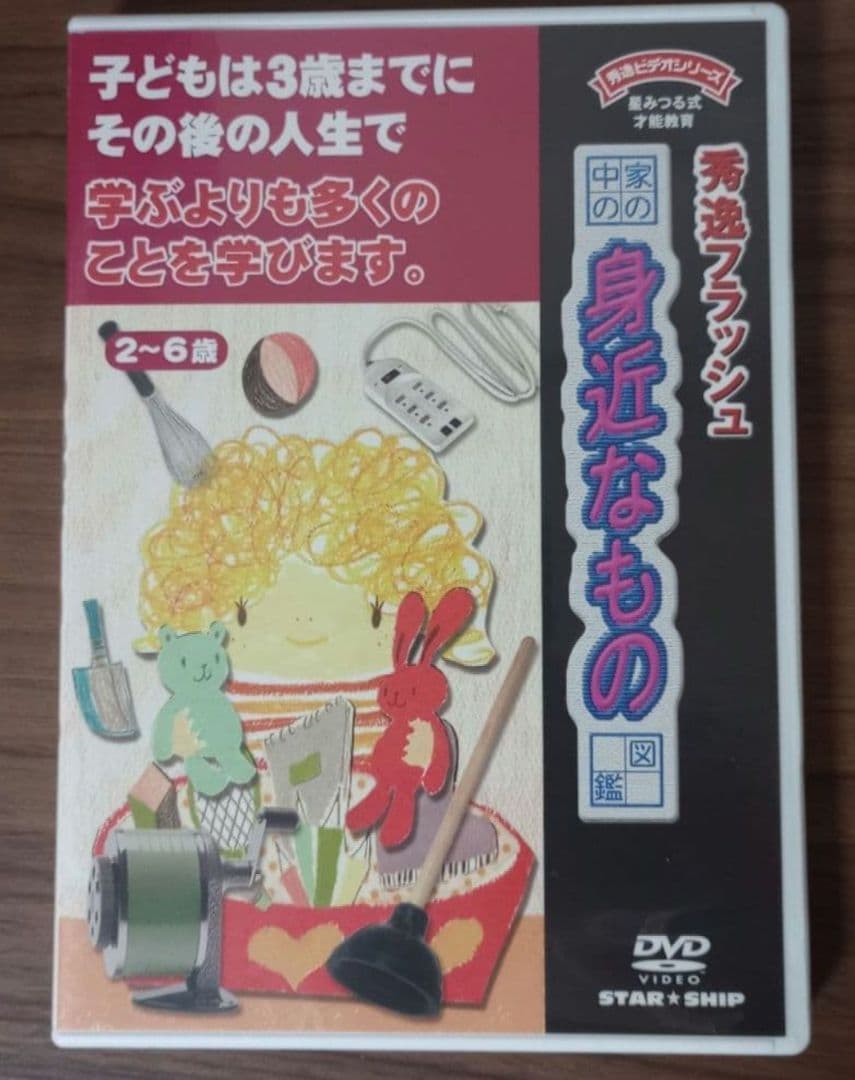 子どもは3歳までに
その後の人生で
学ぶよりも多くの
ことを学びます。
2～6歳
秀逸ビデオシリーズ
星みつる式
才能教育
秀逸フラッシュ
家の中の
身近なもの
図鑑
DVD
VIDEO™
STAR★SHIP